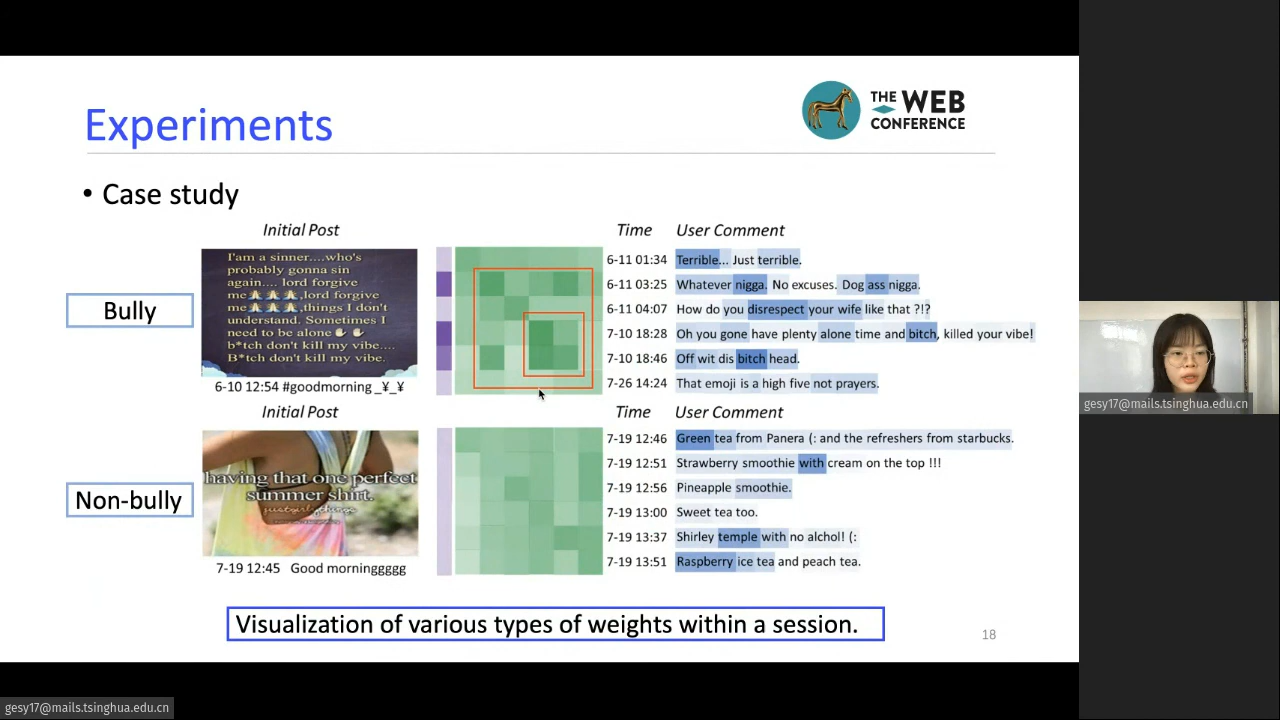 Experiments
THE WEB
CONFERENCE
• Case study
Initial Post
Time
User Comment
Bully
I'am a sinner....who's
probably gonna sin
again.... lord forgive
me🙏🙏🙏,lord forgive
me🙏🙏🙏,things I don't
understand. Sometimes I
need to be alone✋✋
b*tch don't kill my vibe....
B*tch don't kill my vibe.
6-10 12:54 #goodmorning _¥_¥
6-11 01:34 Terrible... Just terrible.
6-11 03:25 Whatever nigga. No excuses. Dog ass nigga.
6-11 04:07 How do you disrespect your wife like that ?!?
7-10 18:28 Oh you gone have plenty alone time and bitch, killed your vibe!
7-10 18:46 Off wit dis bitch head.
7-26 14:24 That emoji is a high five not prayers.
Initial Post
Time
User Comment
Non-bully
having that one perfect
summer shirt.
justgirlythings
7-19 12:45 Good morninggggg
7-19 12:46 Green tea from Panera (: and the refreshers from starbucks.
7-19 12:51 Strawberry smoothie with cream on the top !!!
7-19 12:56 Pineapple smoothie.
7-19 13:00 Sweet tea too.
7-19 13:37 Shirley temple with no alchol! (:
7-19 13:51 Raspberry ice tea and peach tea.
Visualization of various types of weights within a session.
18
gesy17@mails.tsinghua.edu.cn
gesy17@mails.tsinghua.edu.cn